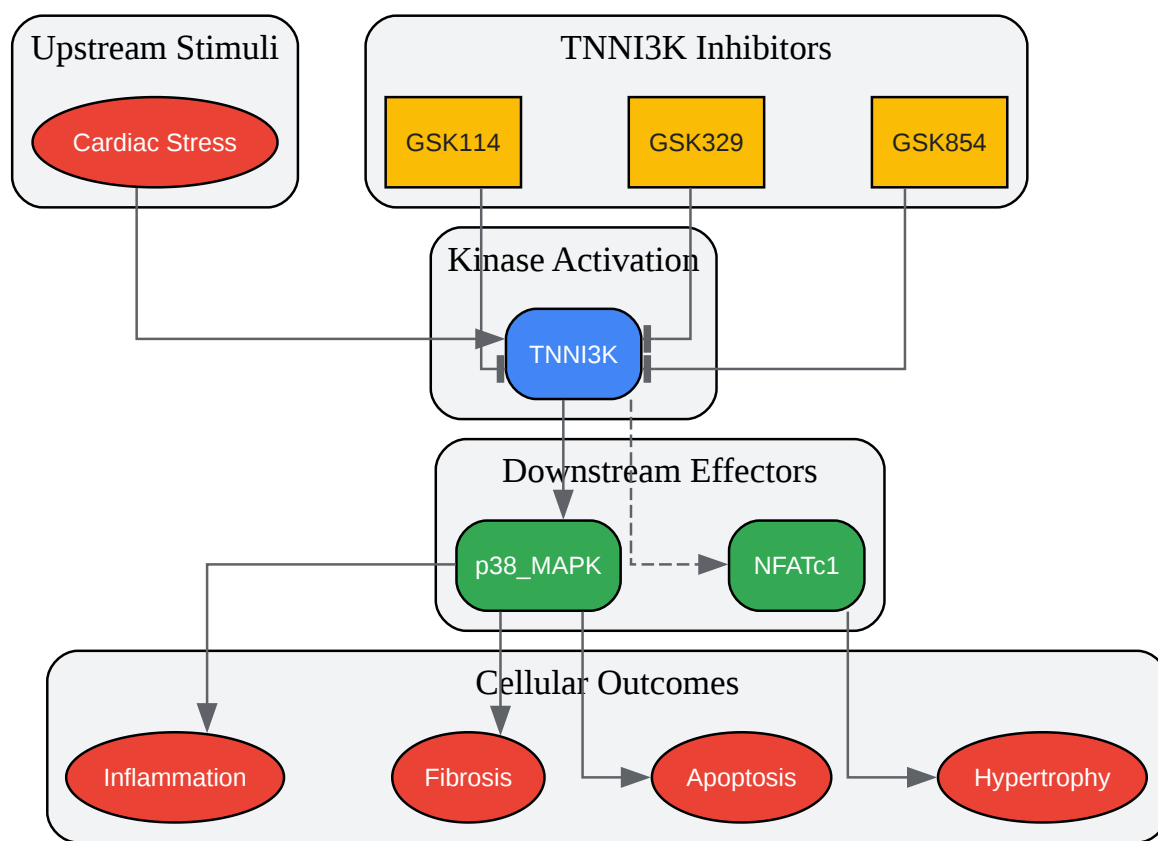 Upstream Stimuli
TNNI3K Inhibitors
Cardiac Stress
GSK114
GSK329
GSK854
Kinase Activation
TNNI3K
Downstream Effectors
p38_MAPK
NFATc1
Cellular Outcomes
Inflammation
Fibrosis
Apoptosis
Hypertrophy